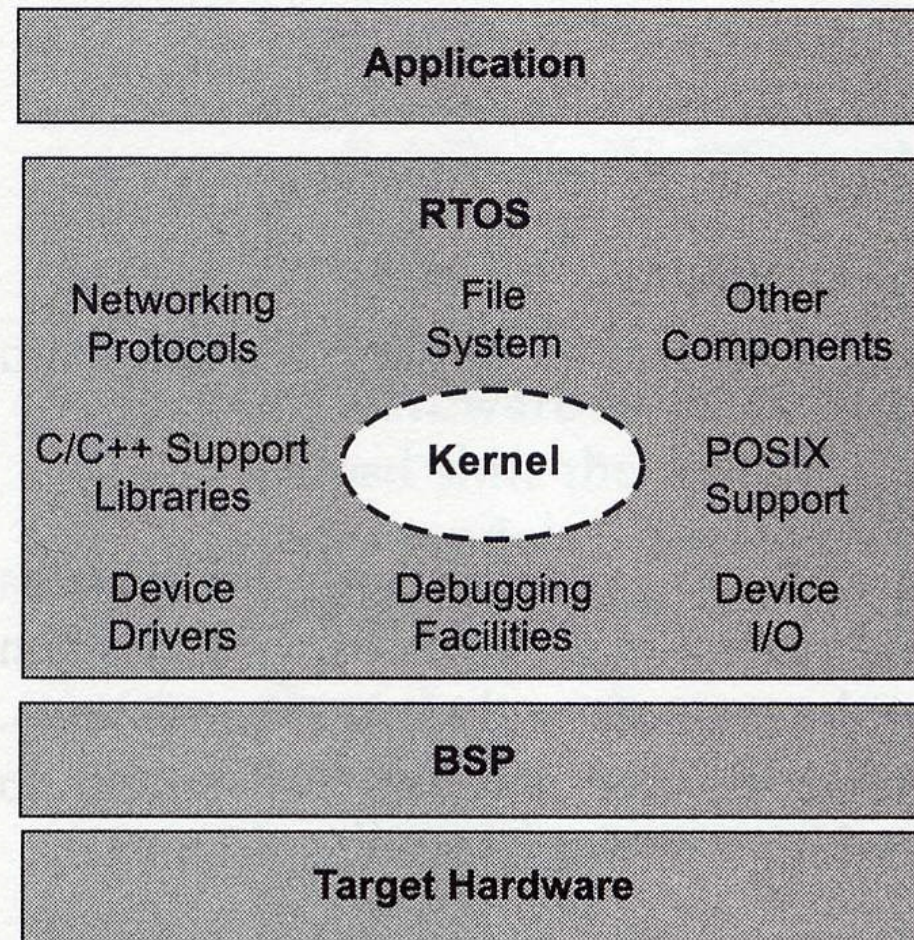 Application
RTOS
Networking
Protocols
File
System
Other
Components
C/C++ Support
Libraries
Kernel
POSIX
Support
Device
Drivers
Debugging
Facilities
Device
I/O
BSP
Target Hardware